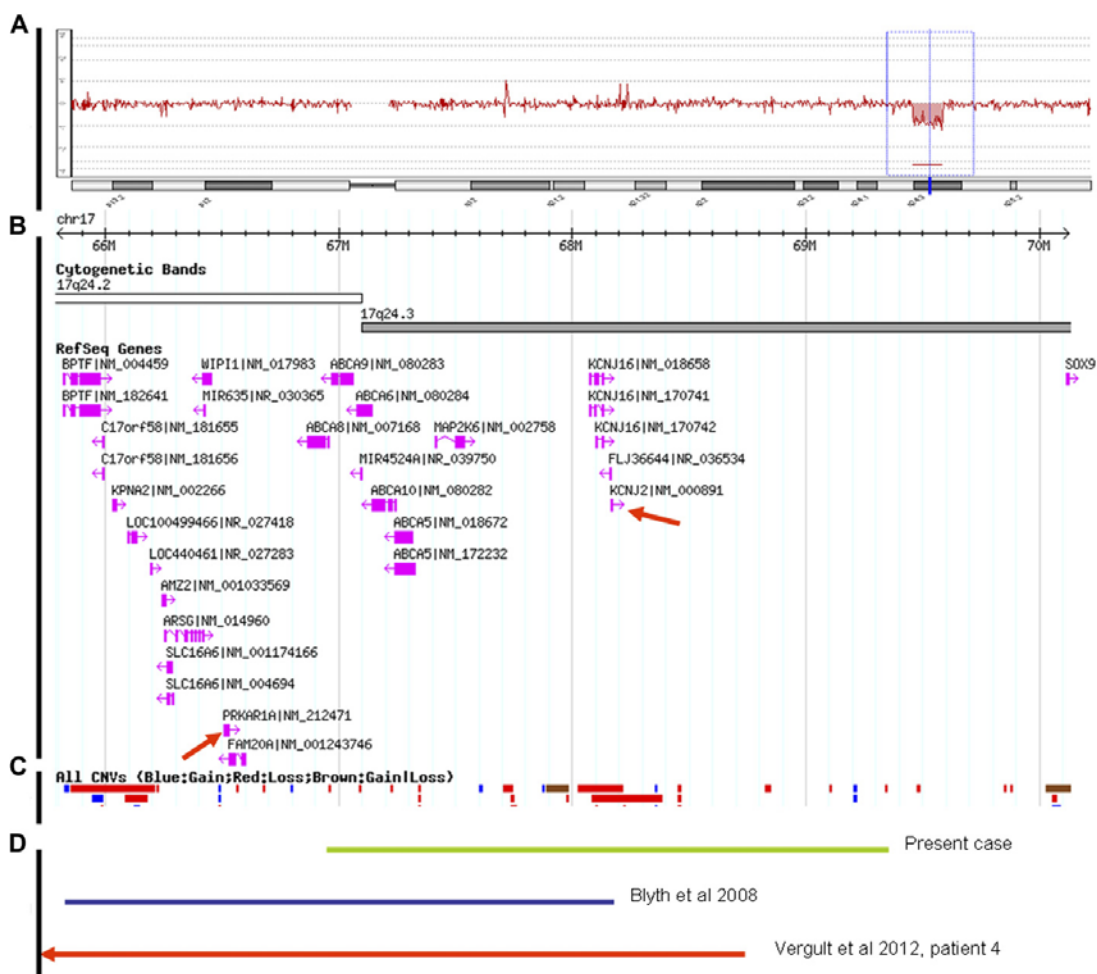 A
B
chr17
66M 67M 68M 69M 70M
Cytogenetic Bands
17q24.2
17q24.3
RefSeq Genes
BPTF|NM_004459 WIPI1|NM_017983 ABCA9|NM_080283 KCNJ16|NM_018658 SOX9
BPTF|NM_182641 MIR635|NR_030365 ABCA6|NM_080284 KCNJ16|NM_170741
C17orf58|NM_181655 ABCA8|NM_007168 MAP2K6|NM_002758 KCNJ16|NM_170742
C17orf58|NM_181656 MIR4524A|NR_039750 FLJ36644|NR_036534
KPNA2|NM_002266 ABCA10|NM_080282 KCNJ2|NM_000891
LOC100499466|NR_027418 ABCA5|NM_018672
LOC440461|NR_027283 ABCA5|NM_172232
AMZ2|NM_001033569
ARSG|NM_014960
SLC16A6|NM_001174166
SLC16A6|NM_004694
PRKAR1A|NM_212471
FAM20A|NM_001243746
C
All CNVs (Blue:Gain;Red:Loss;Brown:Gain|Loss)
D
Present case
Blyth et al 2008
Vergult et al 2012, patient 4